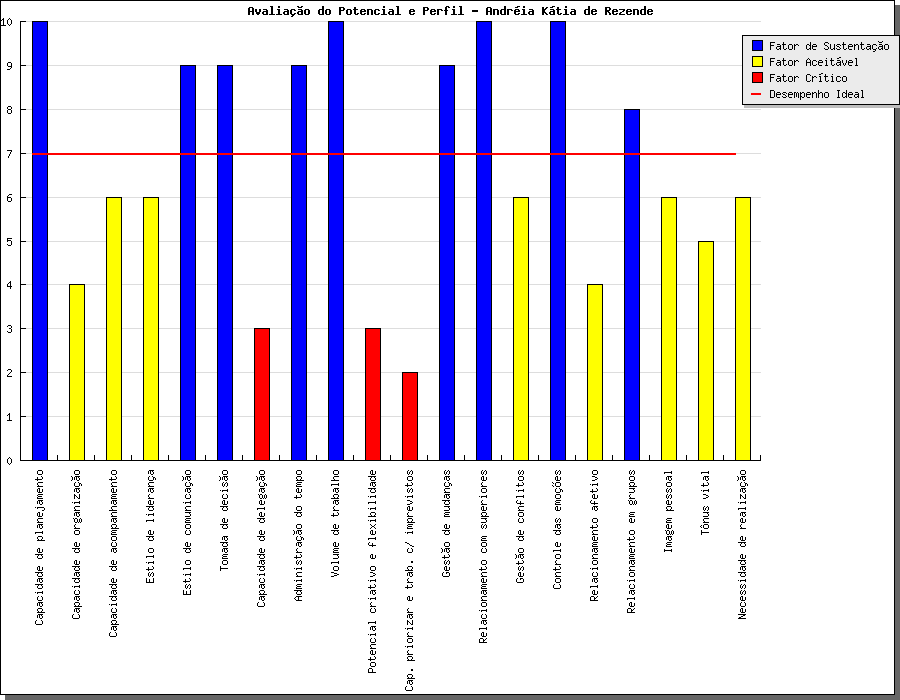 Avaliação do Potencial e Perfil - Andréia Kátia de Rezende
Fator de Sustentação
Fator Aceitável
Fator Crítico
Desempenho Ideal
10
9
8
7
6
5
4
3
2
1
0
Capacidade de planejamento
Capacidade de organização
Capacidade de acompanhamento
Estilo de liderança
Estilo de comunicação
Tomada de decisão
Capacidade de delegação
Administração do tempo
Volume de trabalho
Potencial criativo e flexibilidade
Cap. priorizar e trab. c/ imprevistos
Gestão de mudanças
Relacionamento com superiores
Gestão de conflitos
Controle das emoções
Relacionamento afetivo
Relacionamento em grupos
Imagem pessoal
Tônus vital
Necessidade de realização